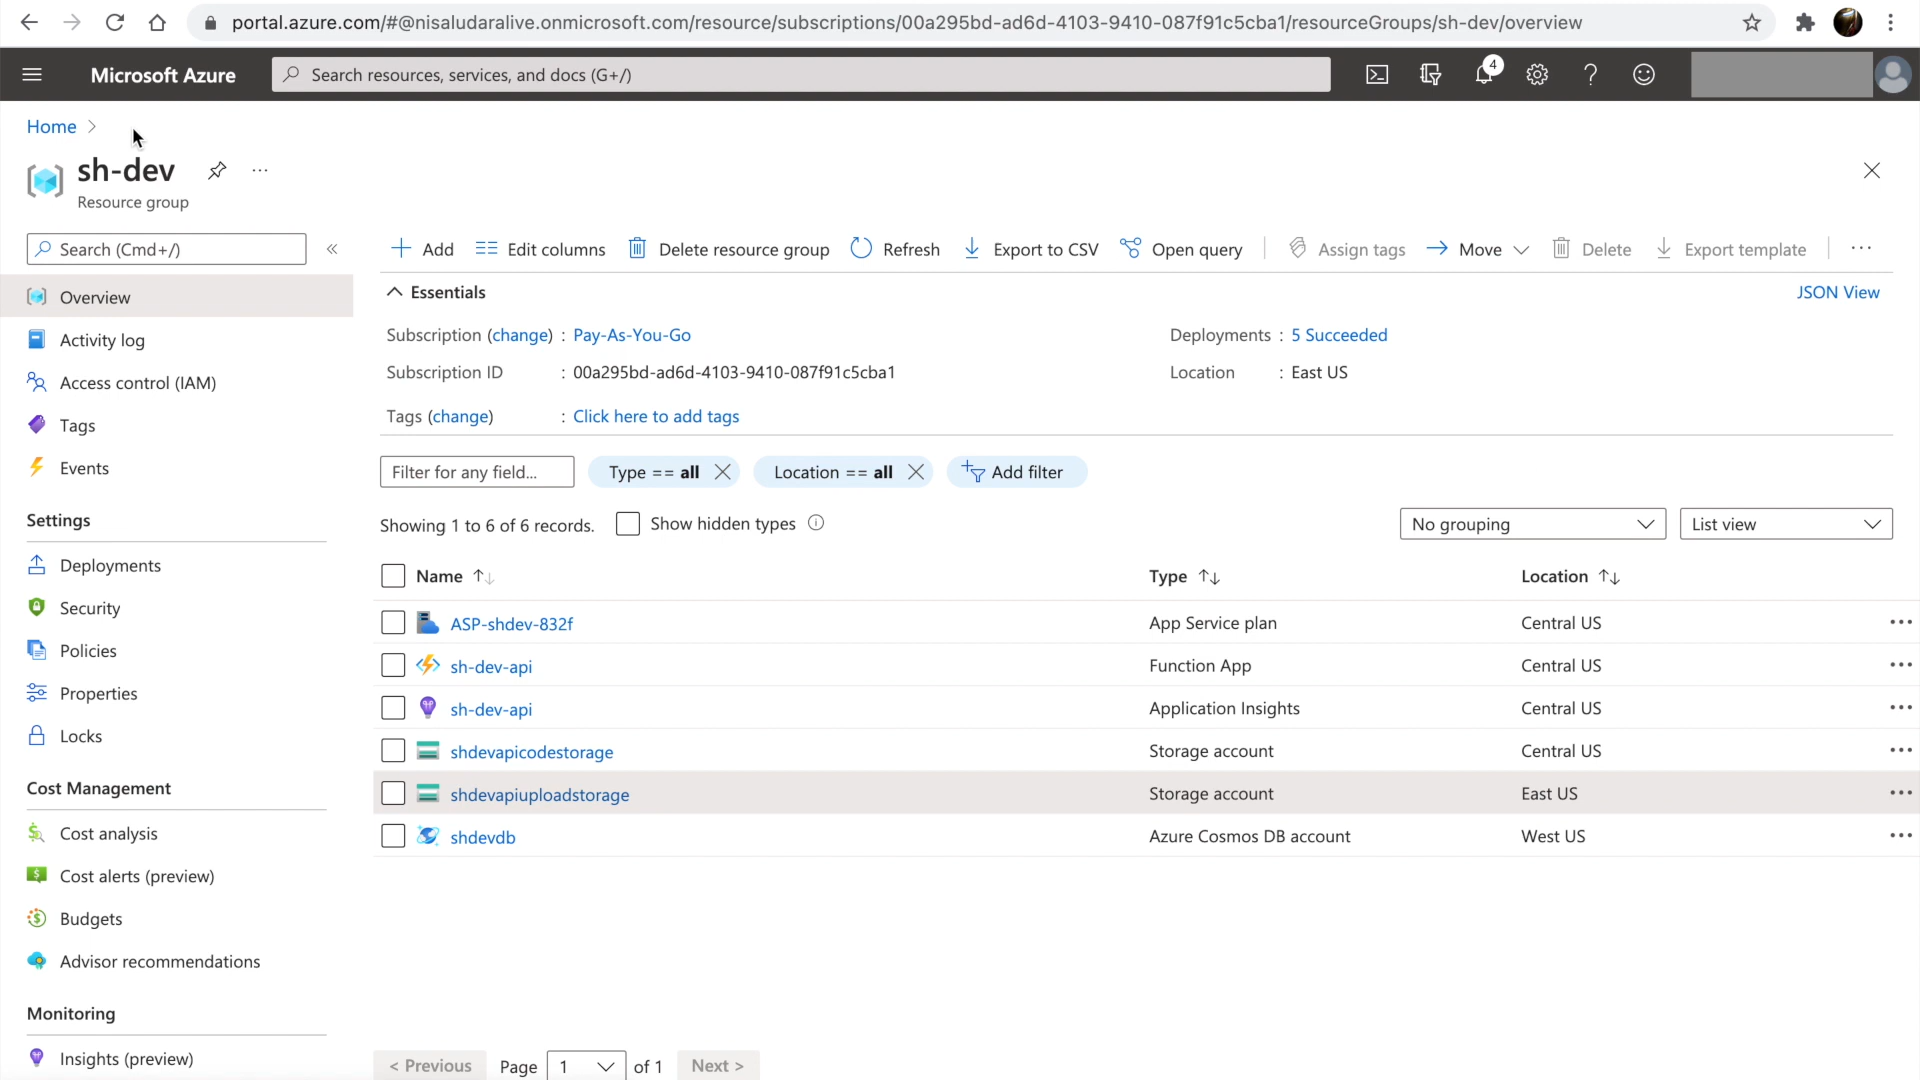 portal.azure.com/#@nisaludaralive.onmicrosoft.com/resource/subscriptions/00a295bd-ad6d-4103-9410-087f91c5cba1/resourceGroups/sh-dev/overview
Microsoft Azure
Search resources, services, and docs (G+/)
4
Home
sh-dev
Resource group
Search (Cmd+/)
Overview
Activity log
Access control (IAM)
Tags
Events
Settings
Deployments
Security
Policies
Properties
Locks
Cost Management
Cost analysis
Cost alerts (preview)
Budgets
Advisor recommendations
Monitoring
Insights (preview)
Add Edit columns Delete resource group Refresh Export to CSV Open query Assign tags Move Delete Export template
Essentials JSON View
Subscription (change) : Pay-As-You-Go Deployments : 5 Succeeded
Subscription ID : 00a295bd-ad6d-4103-9410-087f91c5cba1 Location : East US
Tags (change) : Click here to add tags
Filter for any field... Type == all Location == all Add filter
Showing 1 to 6 of 6 records. Show hidden types No grouping List view
Name Type Location
ASP-shdev-832f App Service plan Central US
sh-dev-api Function App Central US
sh-dev-api Application Insights Central US
shdevapicodestorage Storage account Central US
shdevapiuploadstorage Storage account East US
shdevdb Azure Cosmos DB account West US
< Previous Page 1 of 1 Next >